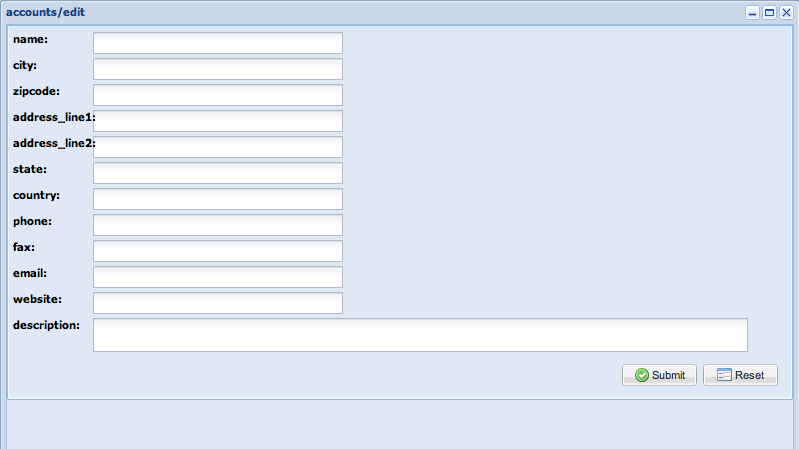 accounts/edit
name:
city:
zipcode:
address_line1:
address_line2:
state:
country:
phone:
fax:
email:
website:
description:
Submit Reset